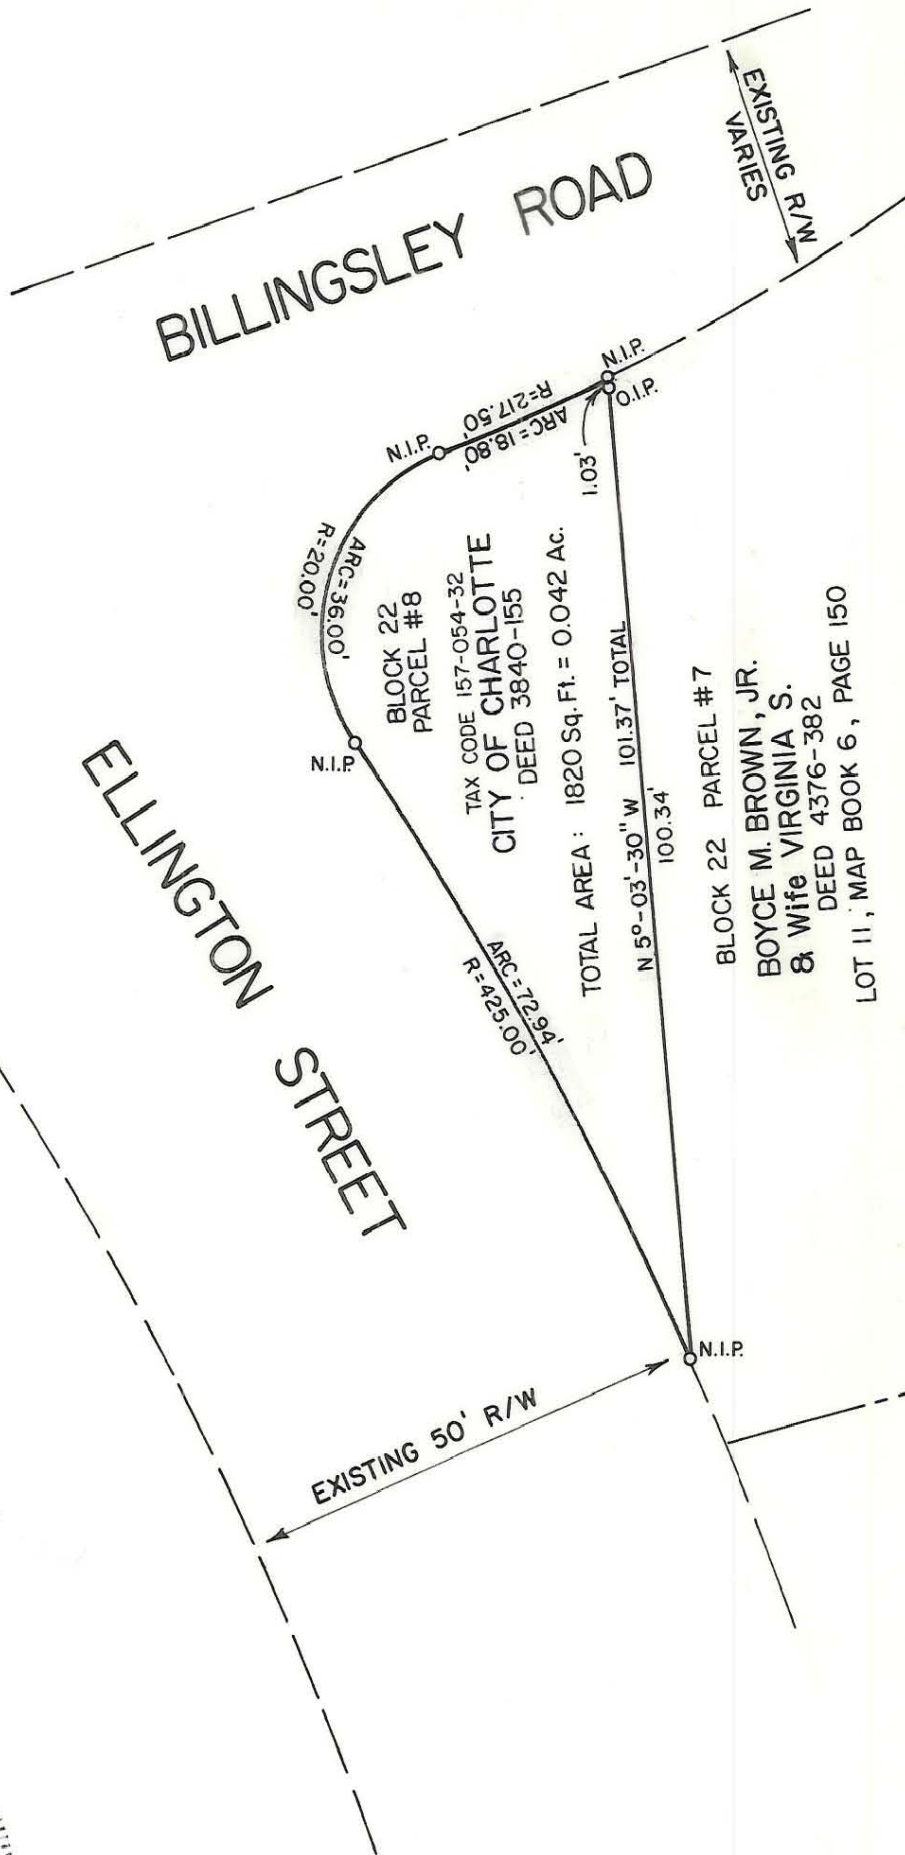 EXISTING R/W
VARIES
BILLINGSLEY ROAD
N.I.P.
O.I.P.
1.03'
R=217.50'
ARC=18.80'
N.I.P.
ARC=36.00'
R=20.00'
N.I.P.
BLOCK 22
PARCEL #8
TAX CODE 157-054-32
CITY OF CHARLOTTE
DEED 3840-155
TOTAL AREA: 1820 Sq. Ft. = 0.042 Ac.
N 5°-03'-30" W 101.37' TOTAL
100.34'
ARC=72.94'
R=425.00'
ELLINGTON STREET
BLOCK 22 PARCEL #7
BOYCE M. BROWN, JR.
& Wife VIRGINIA S.
DEED 4376-382
LOT 11, MAP BOOK 6, PAGE 150
N.I.P.
EXISTING 50' R/W